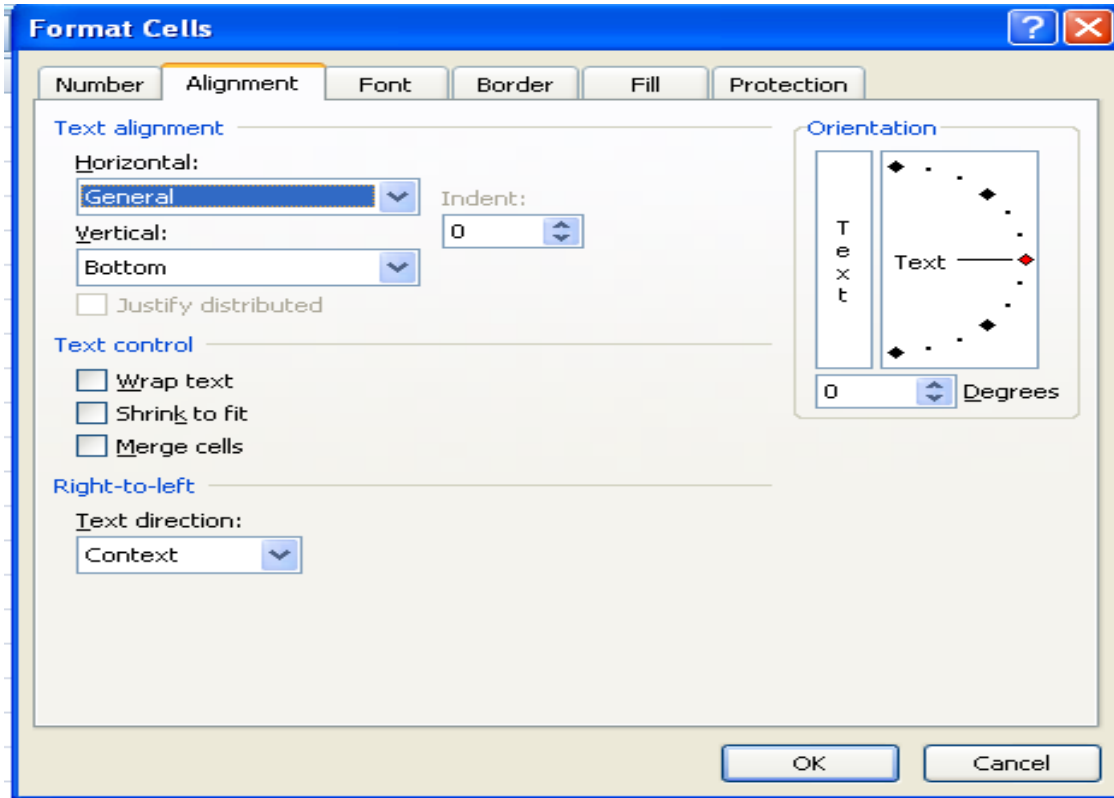 Format Cells
Number Alignment Font Border Fill Protection
Text alignment
Horizontal:
General
Indent:
0
Vertical:
Bottom
Justify distributed
Text control
Wrap text
Shrink to fit
Merge cells
Right-to-left
Text direction:
Context
Orientation
Text
Text
0 Degrees
OK Cancel